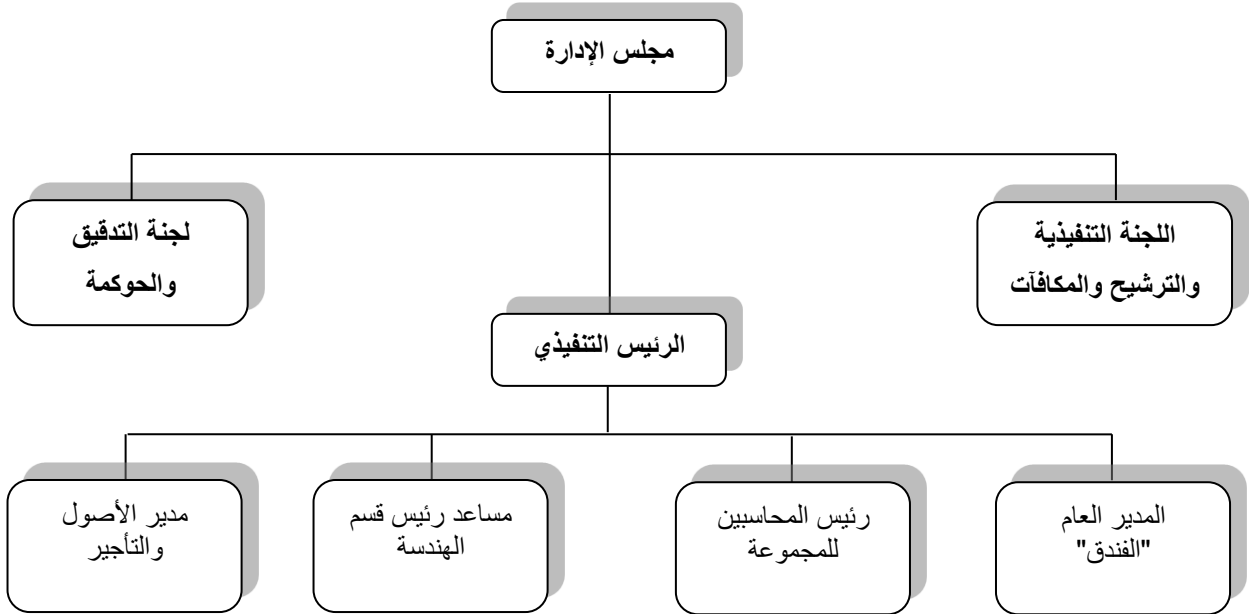 مجلس الإدارة
اللجنة التنفيذية
والترشيح والمكافآت
لجنة التدقيق
والحوكمة
الرئيس التنفيذي
المدير العام
"الفندق"
رئيس المحاسبين
للمجموعة
مساعد رئيس قسم
الهندسة
مدير الأصول
والتأجير